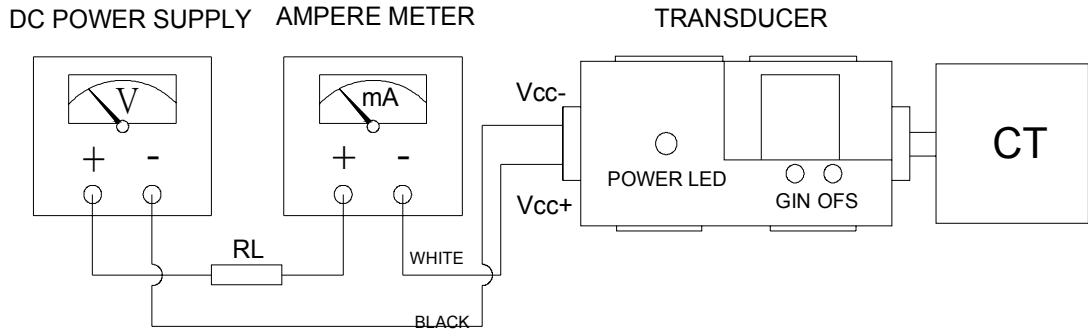 DC POWER SUPPLY AMPERE METER TRANSDUCER
V mA
+ - + -
Vcc-
Vcc+
POWER LED
GIN OFS
CT
RL
WHITE
BLACK